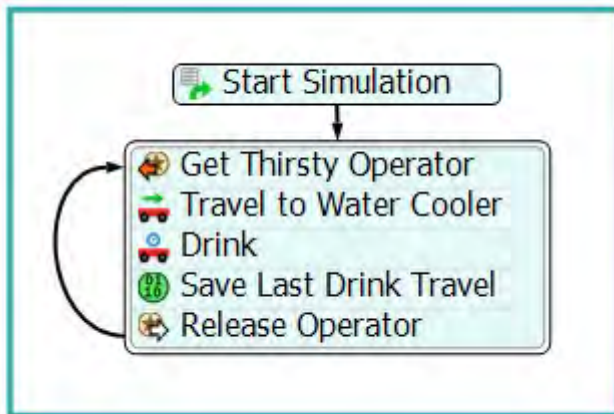 Start Simulation
Get Thirsty Operator
Travel to Water Cooler
Drink
Save Last Drink Travel
Release Operator